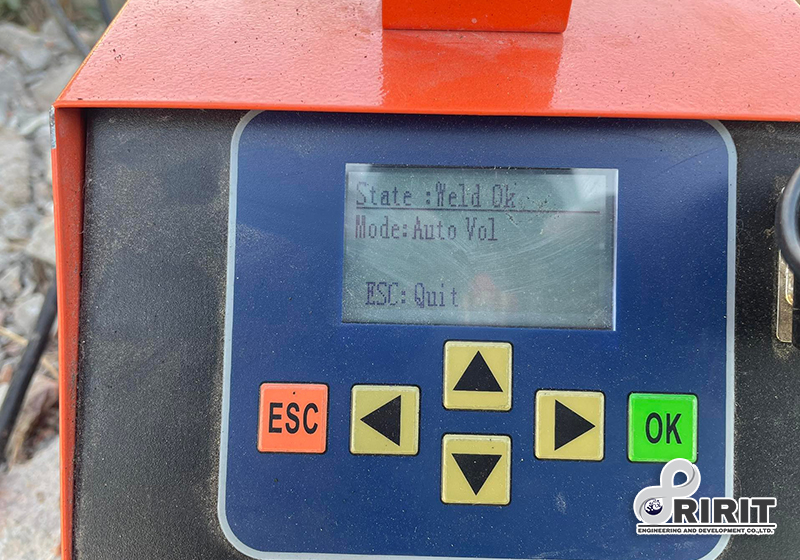 State :Weld Ok
Mode:Auto Vol
ESC: Quit
ESC
OK
RIRIT
ENGINEERING AND DEVELOPMENT CO.,LTD.